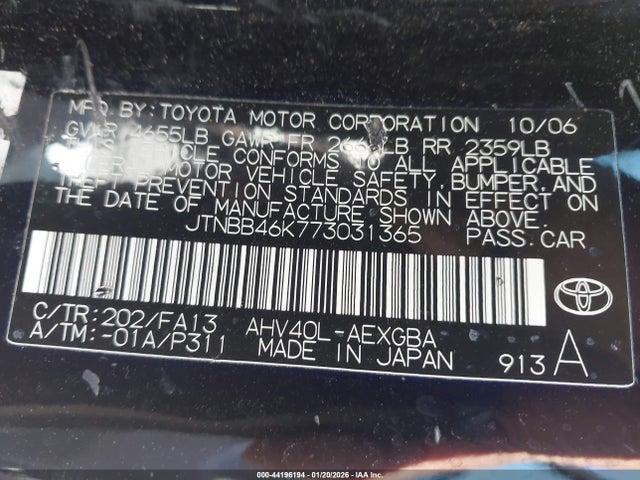 MFD.BY:TOYOTA MOTOR CORPORATION 10/06
GVWR 4655LB GAWR FR LB RR 2359LB
THIS VEHICLE CONFORMS TO ALL APPLICABLE
FEDERAL MOTOR VEHICLE SAFETY,BUMPER,AND
THEFT PREVENTION STANDARDS IN EFFECT ON
THE DATE OF MANUFACTURE SHOWN ABOVE.
JTNBB46K773031365 PASS.CAR
C/TR:202/FA13 AHV40L-AEXGBA
A/TM:-01A/P311 MADE IN JAPAN 913 A
000-44196194 | 01/20/2026 | IAA Inc.